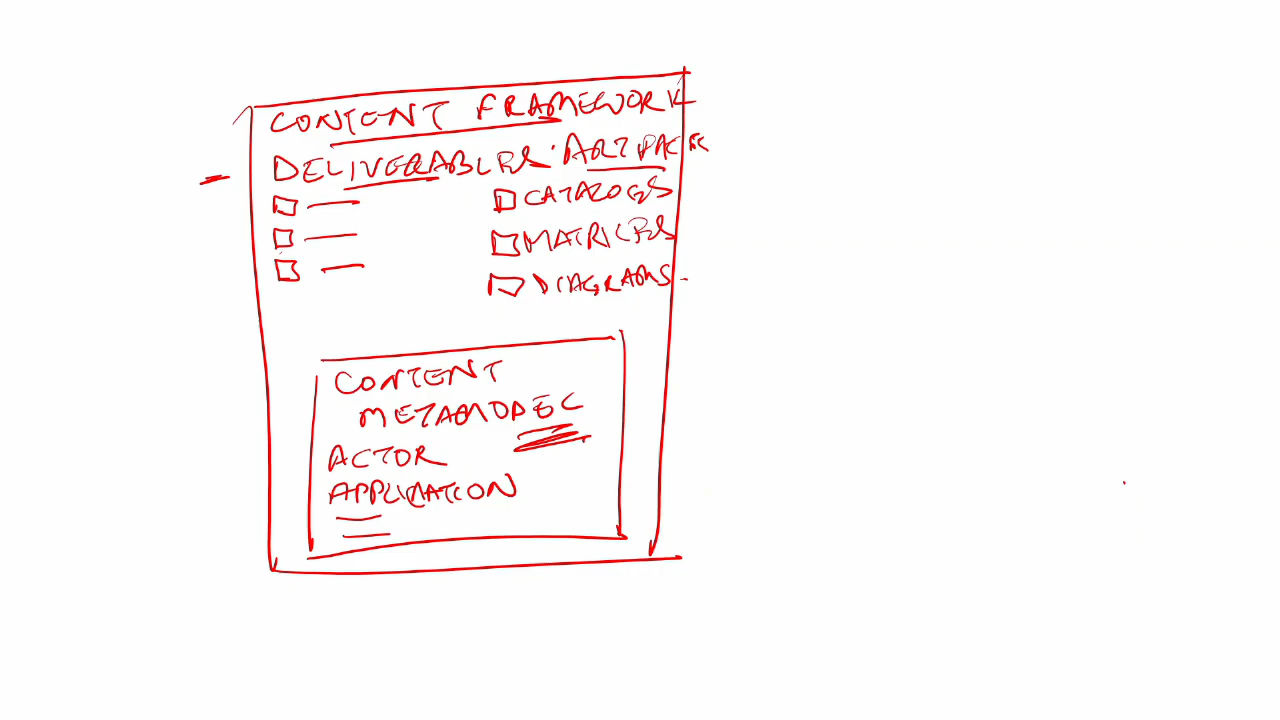 CONTENT FRAMEWORK
DELIVERABLES · ARTIFACTS
CATALOGS
MATRICES
DIAGRAMS
CONTENT
METAMODEL
ACTOR
APPLICATION